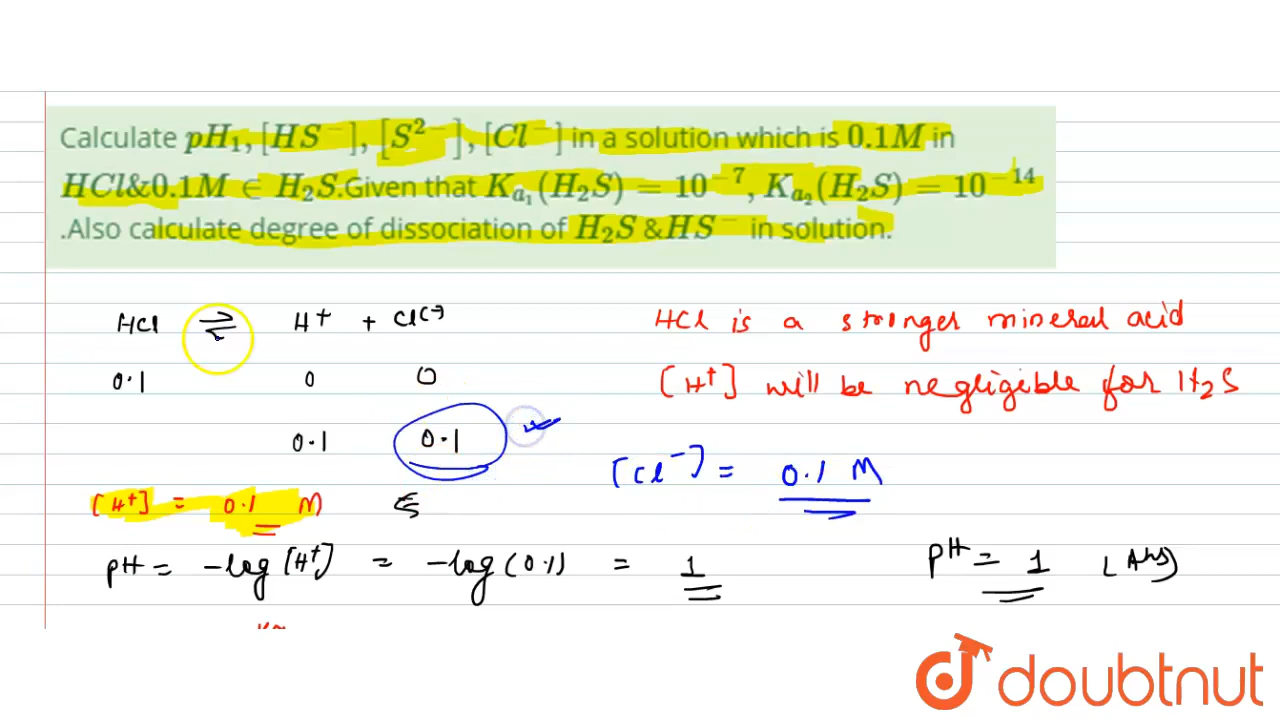 Calculate pH₁, [HS⁻], [S²⁻], [Cl⁻] in a solution which is 0.1M in
HCl&0.1M ∈ H₂S.Given that Kₐ₁(H₂S) = 10⁻⁷, Kₐ₂(H₂S) = 10⁻¹⁴
.Also calculate degree of dissociation of H₂S &HS⁻ in solution.
HCl ⇌ H⁺ + Cl(-)
HCl is a stronger mineral acid
0.1 0 0
[H⁺] will be negligible for H₂S
0.1 0.1
[Cl⁻] = 0.1 M
[H⁺] = 0.1 M
pH = -log [H⁺] = -log (0.1) = 1
pH = 1 (Ans)
doubtnut